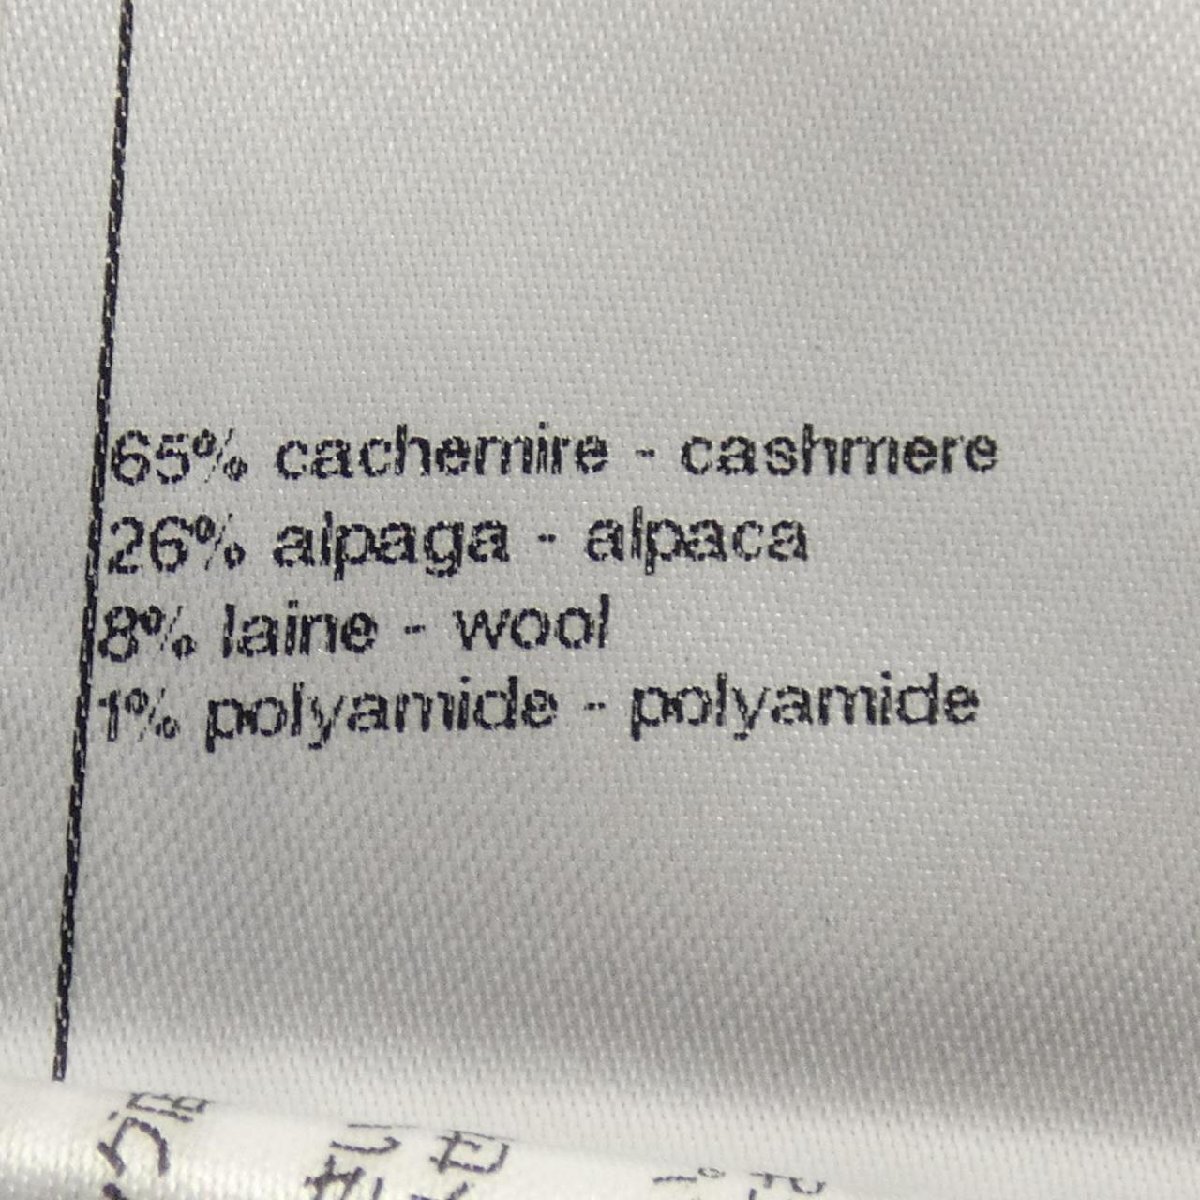 65% cachemire - cashmere
26% alpaga - alpaca
8% laine - wool
1% polyamide - polyamide